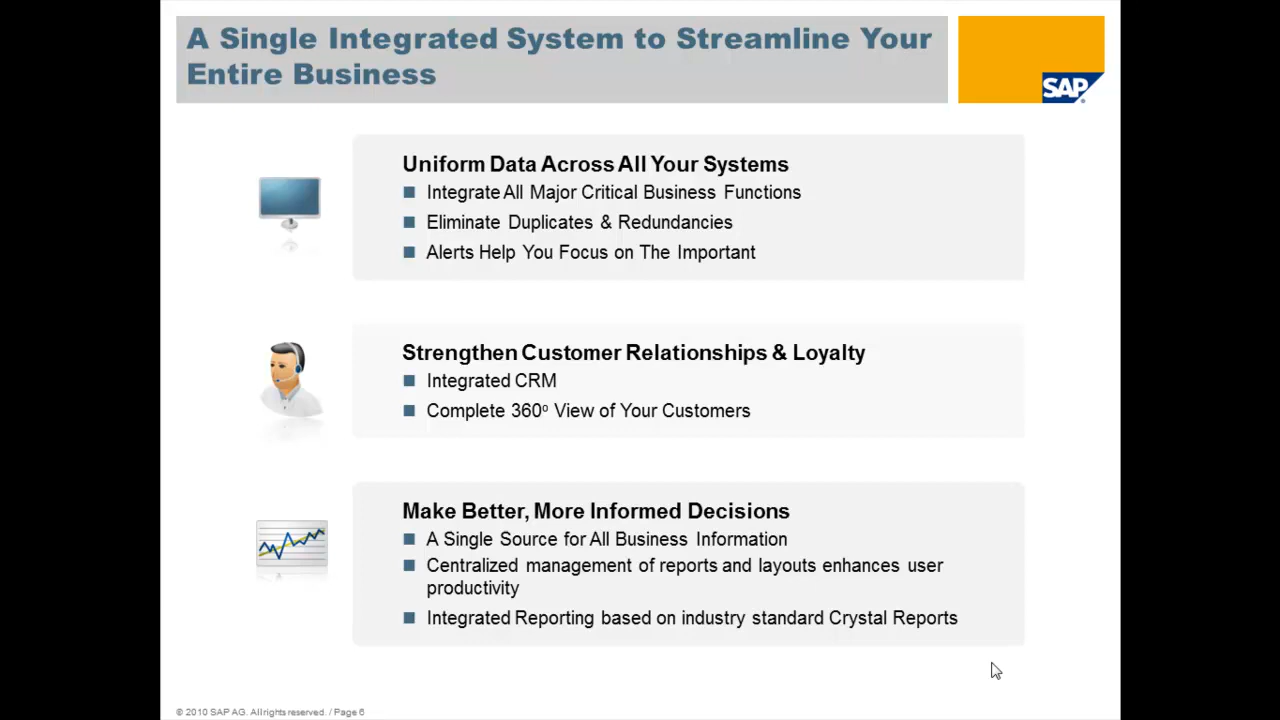 A Single Integrated System to Streamline Your
Entire Business
SAP
Uniform Data Across All Your Systems
Integrate All Major Critical Business Functions
Eliminate Duplicates & Redundancies
Alerts Help You Focus on The Important
Strengthen Customer Relationships & Loyalty
Integrated CRM
Complete 360º View of Your Customers
Make Better, More Informed Decisions
A Single Source for All Business Information
Centralized management of reports and layouts enhances user
productivity
Integrated Reporting based on industry standard Crystal Reports
© 2010 SAP AG. All rights reserved. / Page 6